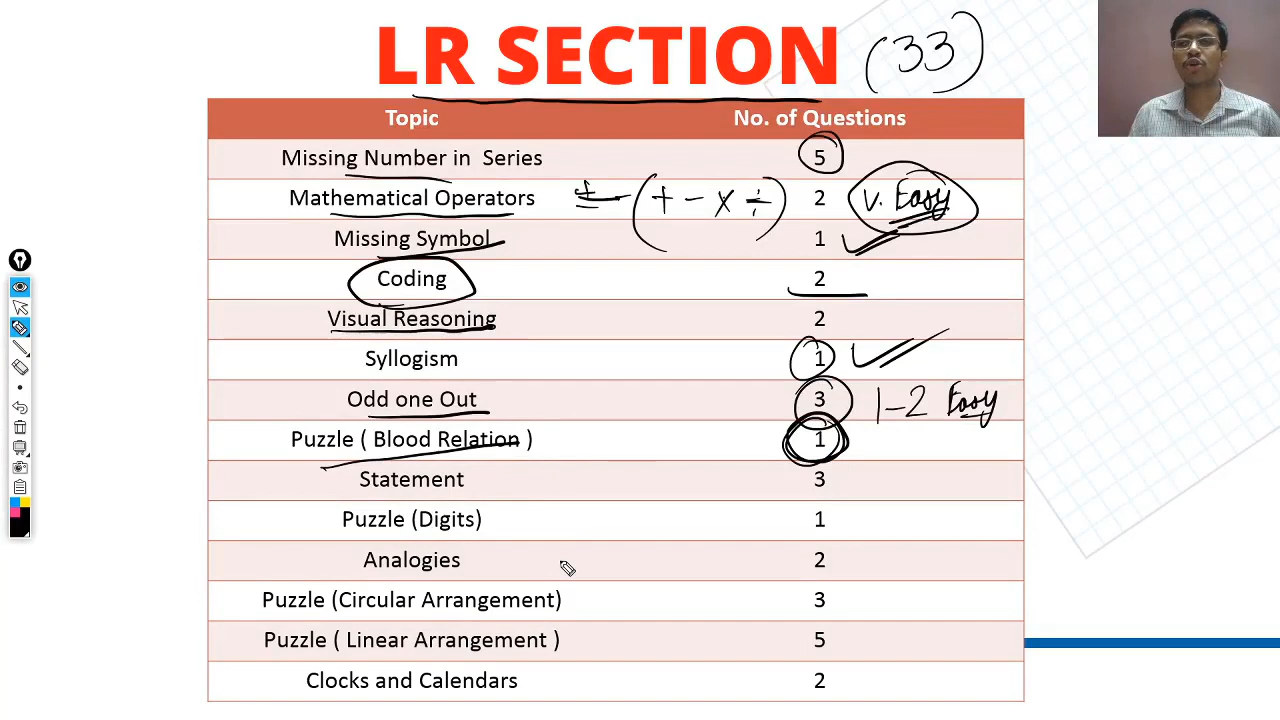 LR SECTION (33)
Topic No. of Questions
Missing Number in Series 5
Mathematical Operators ± (+ - × ÷) 2 V. Easy
Missing Symbol 1
Coding 2
Visual Reasoning 2
Syllogism 1
Odd one Out 3 1-2 Easy
Puzzle ( Blood Relation ) 1
Statement 3
Puzzle (Digits) 1
Analogies 2
Puzzle (Circular Arrangement) 3
Puzzle ( Linear Arrangement ) 5
Clocks and Calendars 2